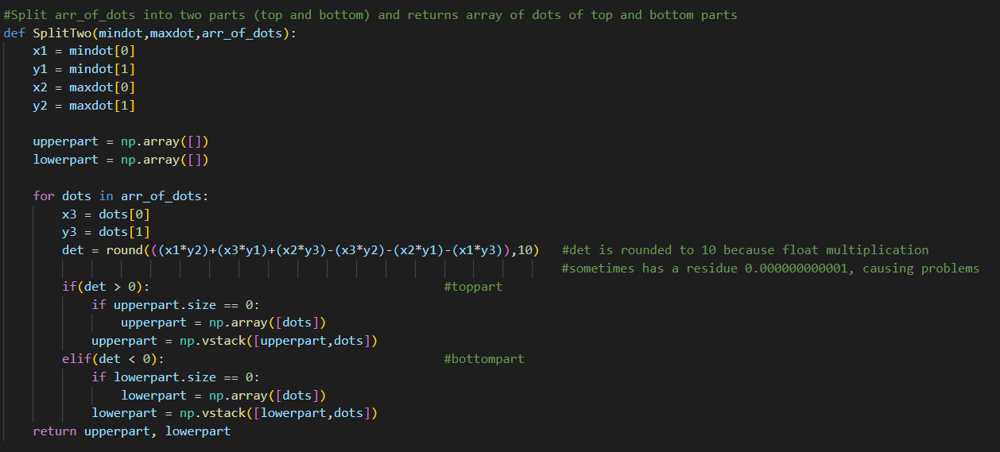 #Split arr_of_dots into two parts (top and bottom) and returns array of dots of top and bottom parts
def SplitTwo(mindot,maxdot,arr_of_dots):
    x1 = mindot[0]
    y1 = mindot[1]
    x2 = maxdot[0]
    y2 = maxdot[1]

    upperpart = np.array([])
    lowerpart = np.array([])

    for dots in arr_of_dots:
        x3 = dots[0]
        y3 = dots[1]
        det = round(((x1*y2)+(x3*y1)+(x2*y3)-(x3*y2)-(x2*y1)-(x1*y3)),10)   #det is rounded to 10 because float multiplication
                                                                            #sometimes has a residue 0.000000000001, causing problems
        if(det > 0):                                        #toppart
            if upperpart.size == 0:
                upperpart = np.array([dots])
            upperpart = np.vstack([upperpart,dots])
        elif(det < 0):                                      #bottompart
            if lowerpart.size == 0:
                lowerpart = np.array([dots])
            lowerpart = np.vstack([lowerpart,dots])
    return upperpart, lowerpart